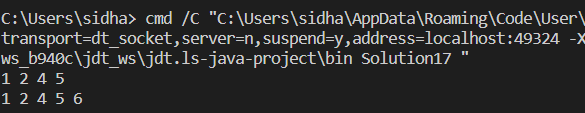 C:\Users\sidha> cmd /C "C:\Users\sidha\AppData\Roaming\Code\User\
transport=dt_socket,server=n,suspend=y,address=localhost:49324 -X
ws_b940c\jdt_ws\jdt.ls-java-project\bin Solution17 "
1 2 4 5
1 2 4 5 6